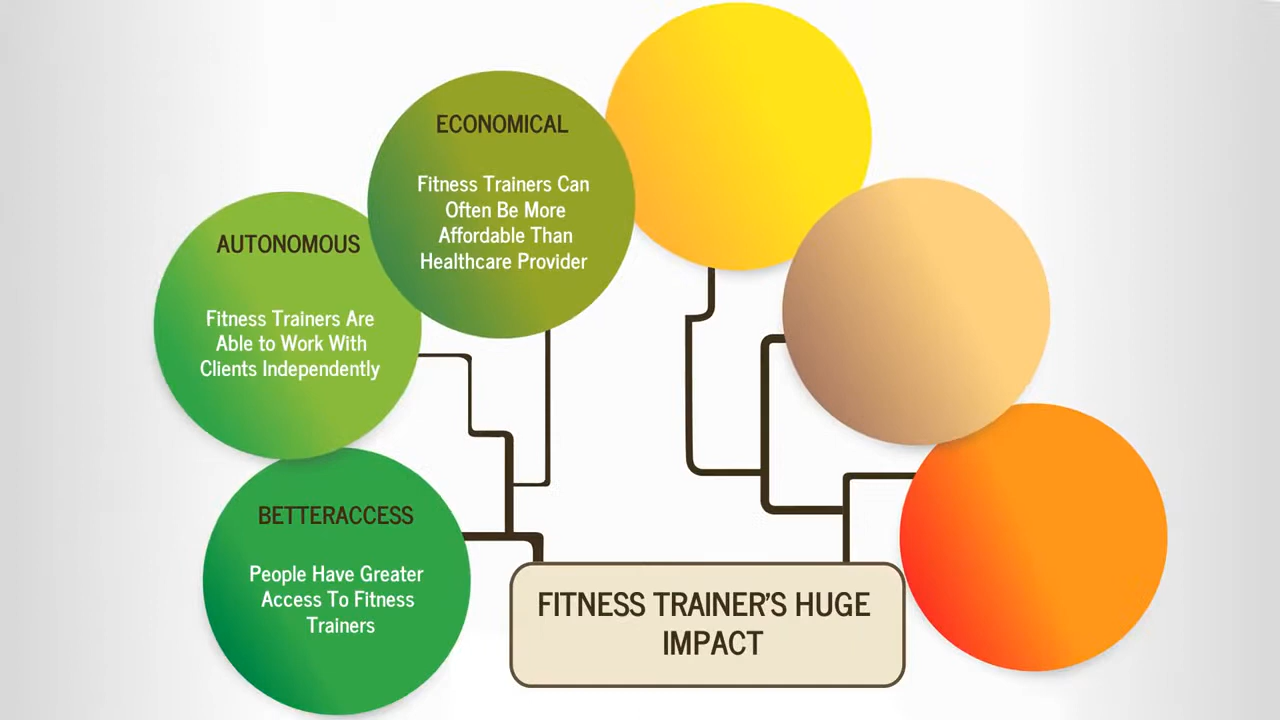 ECONOMICAL
Fitness Trainers Can
Often Be More
Affordable Than
Healthcare Provider
AUTONOMOUS
Fitness Trainers Are
Able to Work With
Clients Independently
BETTERACCESS
People Have Greater
Access To Fitness
Trainers
FITNESS TRAINER'S HUGE
IMPACT